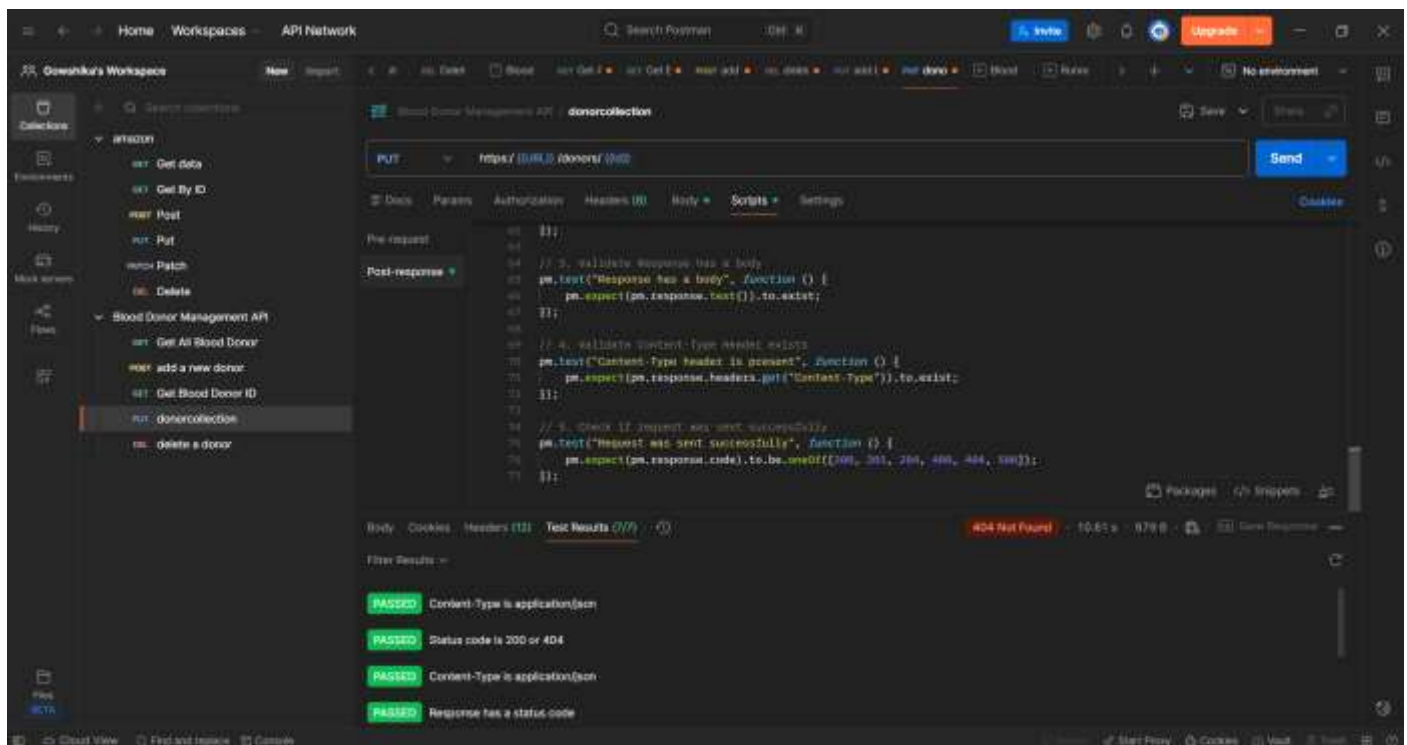 Home Workspaces API Network
Search Postman
Invite
Upgrade
Gowshika's Workspace
New Import
No environment
Search collections
Collections
Environments
History
Mock servers
Flows
Files
BETA
amazon
GET Get data
GET Get By ID
POST Post
PUT Put
PATCH Patch
DEL Delete
Blood Donor Management API
GET Get All Blood Donor
POST add a new donor
GET Get Blood Donor ID
PUT donorcollection
DEL delete a donor
Blood Donor Management API / donorcollection
Save Share
PUT
Send
Docs Params Authorization Headers (8) Body Scripts Settings
Cookies
Pre-request
Post-response
});
// 3. Validate Response has a body
pm.test("Response has a body", function () {
pm.expect(pm.response.text()).to.exist;
});
// 4. Validate Content-Type header exists
pm.test("Content-Type header is present", function () {
pm.expect(pm.response.headers.get("Content-Type")).to.exist;
});
// 5. Check if request was sent successfully
pm.test("Request was sent successfully", function () {
pm.expect(pm.response.code).to.be.oneOf([200, 201, 204, 400, 404, 500]);
});
Packages Snippets
Body Cookies Headers Test Results (7/7)
404 Not Found 10.61 s Save Response
Filter Results
PASSED Content-Type is application/json
PASSED Status code is 200 or 404
PASSED Content-Type is application/json
PASSED Response has a status code
Cloud View Find and replace Console
Start Proxy Cookies Vault Trash